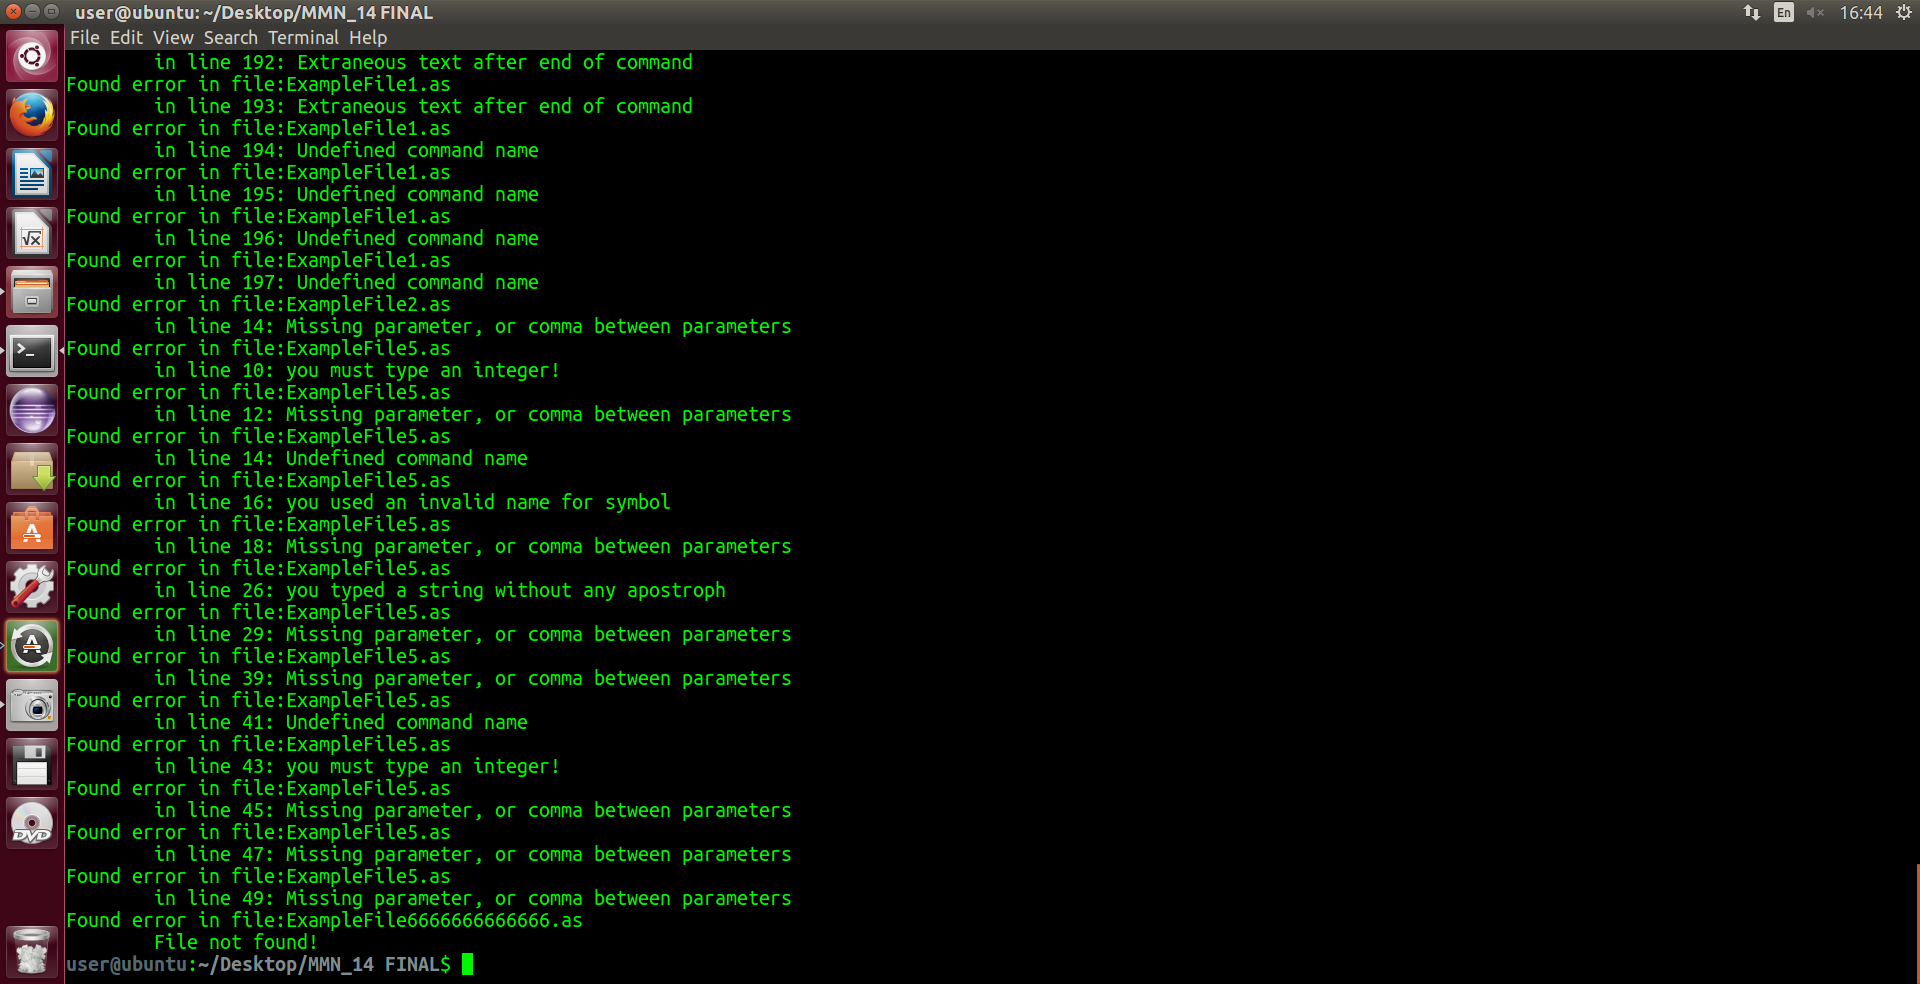 user@ubuntu: ~/Desktop/MMN_14 FINAL
En
16:44
File Edit View Search Terminal Help
in line 192: Extraneous text after end of command
Found error in file:ExampleFile1.as
in line 193: Extraneous text after end of command
Found error in file:ExampleFile1.as
in line 194: Undefined command name
Found error in file:ExampleFile1.as
in line 195: Undefined command name
Found error in file:ExampleFile1.as
in line 196: Undefined command name
Found error in file:ExampleFile1.as
in line 197: Undefined command name
Found error in file:ExampleFile2.as
in line 14: Missing parameter, or comma between parameters
Found error in file:ExampleFile5.as
in line 10: you must type an integer!
Found error in file:ExampleFile5.as
in line 12: Missing parameter, or comma between parameters
Found error in file:ExampleFile5.as
in line 14: Undefined command name
Found error in file:ExampleFile5.as
in line 16: you used an invalid name for symbol
Found error in file:ExampleFile5.as
in line 18: Missing parameter, or comma between parameters
Found error in file:ExampleFile5.as
in line 26: you typed a string without any apostroph
Found error in file:ExampleFile5.as
in line 29: Missing parameter, or comma between parameters
Found error in file:ExampleFile5.as
in line 39: Missing parameter, or comma between parameters
Found error in file:ExampleFile5.as
in line 41: Undefined command name
Found error in file:ExampleFile5.as
in line 43: you must type an integer!
Found error in file:ExampleFile5.as
in line 45: Missing parameter, or comma between parameters
Found error in file:ExampleFile5.as
in line 47: Missing parameter, or comma between parameters
Found error in file:ExampleFile5.as
in line 49: Missing parameter, or comma between parameters
Found error in file:ExampleFile6666666666666.as
File not found!
user@ubuntu:~/Desktop/MMN_14 FINAL$
DVD